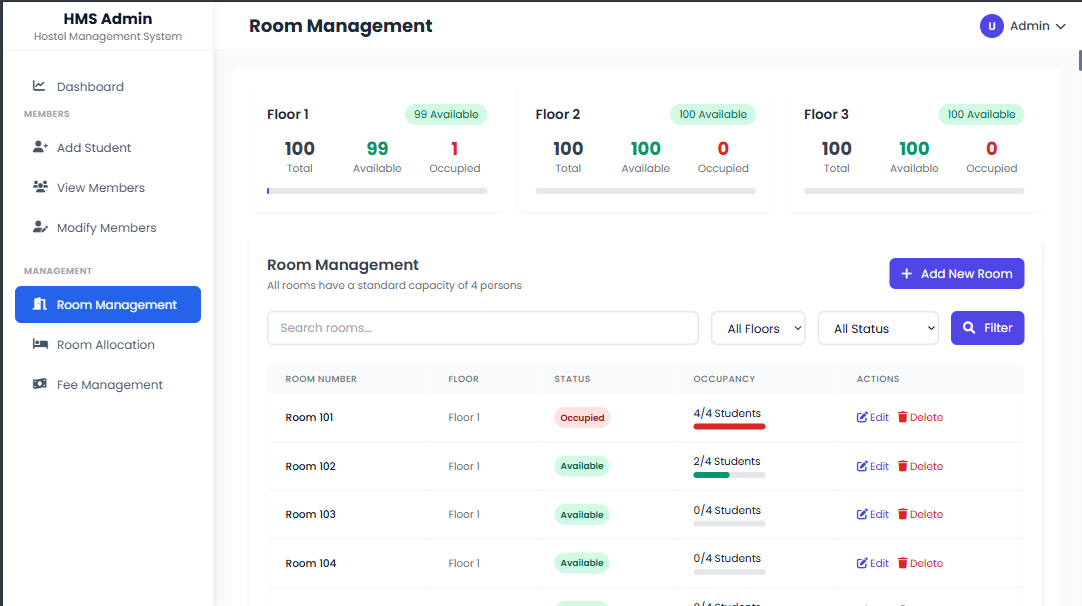 HMS Admin
Hostel Management System
Room Management
U Admin
Dashboard
MEMBERS
Add Student
View Members
Modify Members
MANAGEMENT
Room Management
Room Allocation
Fee Management
Floor 1 99 Available
100 99 1
Total Available Occupied
Floor 2 100 Available
100 100 0
Total Available Occupied
Floor 3 100 Available
100 100 0
Total Available Occupied
Room Management
All rooms have a standard capacity of 4 persons
+ Add New Room
Search rooms... All Floors All Status Filter
ROOM NUMBER FLOOR STATUS OCCUPANCY ACTIONS
Room 101 Floor 1 Occupied 4/4 Students Edit Delete
Room 102 Floor 1 Available 2/4 Students Edit Delete
Room 103 Floor 1 Available 0/4 Students Edit Delete
Room 104 Floor 1 Available 0/4 Students Edit Delete
0/4 Students